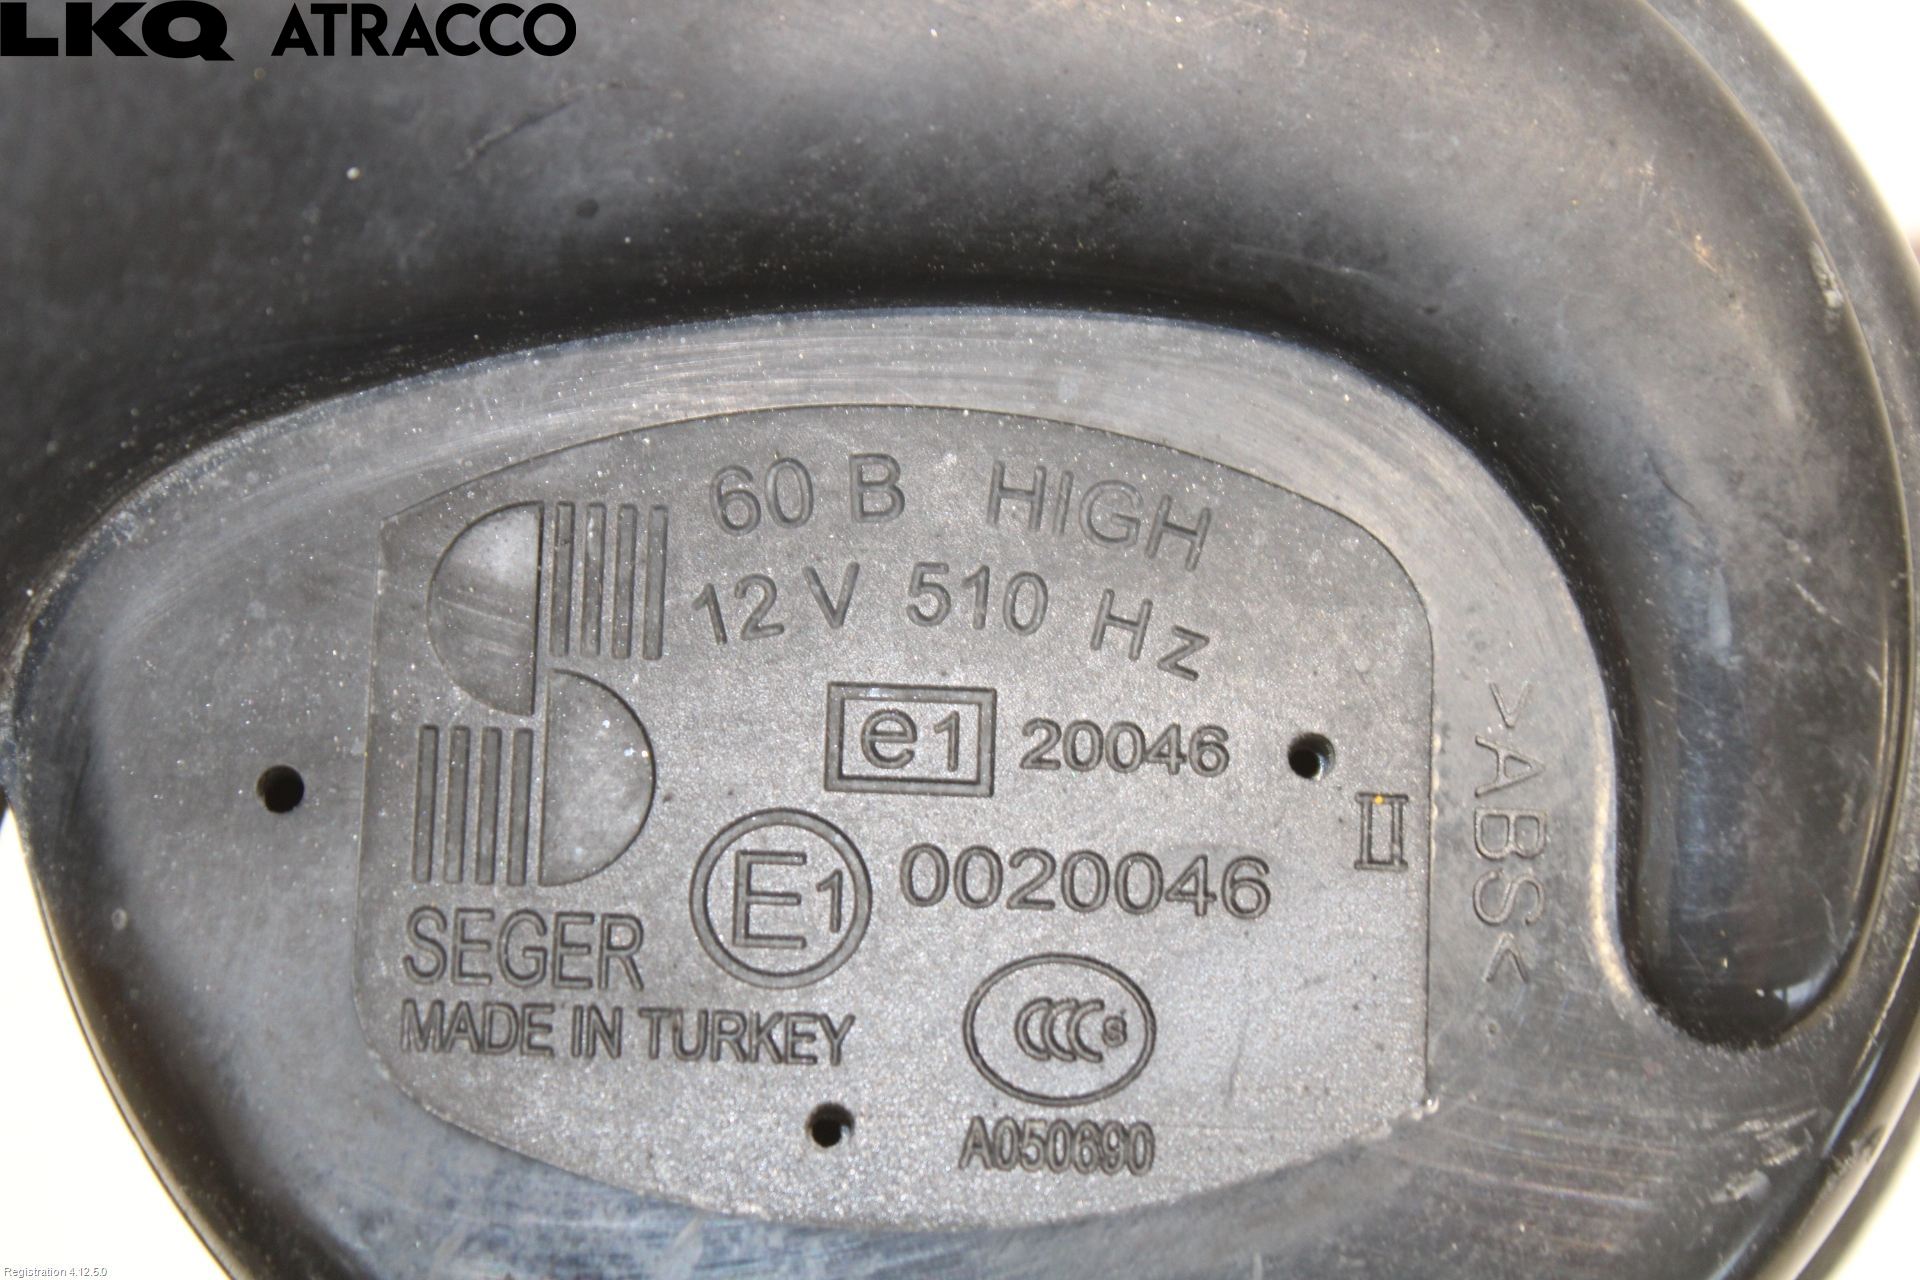 LKQ ATRACCO
60 B HIGH
12 V 510 Hz
e1 20046
E1 0020046
II
>ABS<
SEGER
MADE IN TURKEY
CCC S
A050690
Registration 4.12.5.0